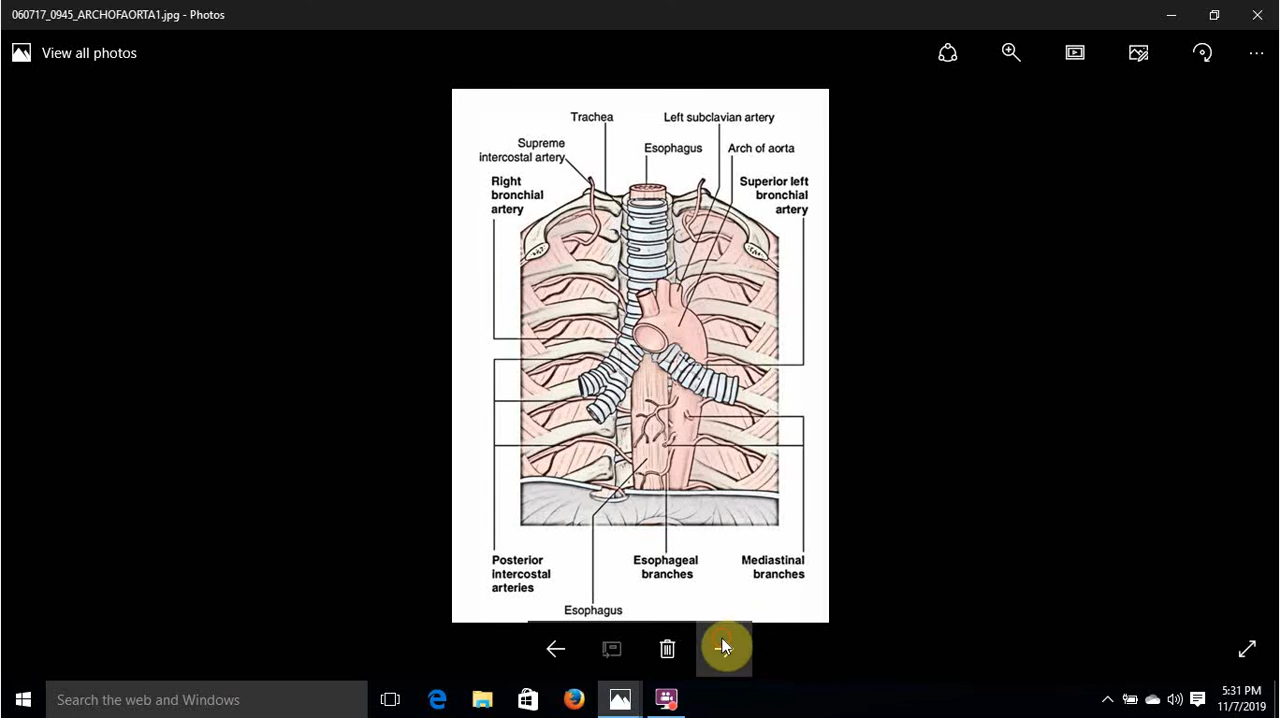 060717_0945_ARCHOFAORTA1.jpg - Photos
View all photos
Trachea
Left subclavian artery
Supreme
intercostal artery
Esophagus
Arch of aorta
Right
bronchial
artery
Superior left
bronchial
artery
Posterior
intercostal
arteries
Esophageal
branches
Mediastinal
branches
Esophagus
Search the web and Windows
5:31 PM
11/7/2019